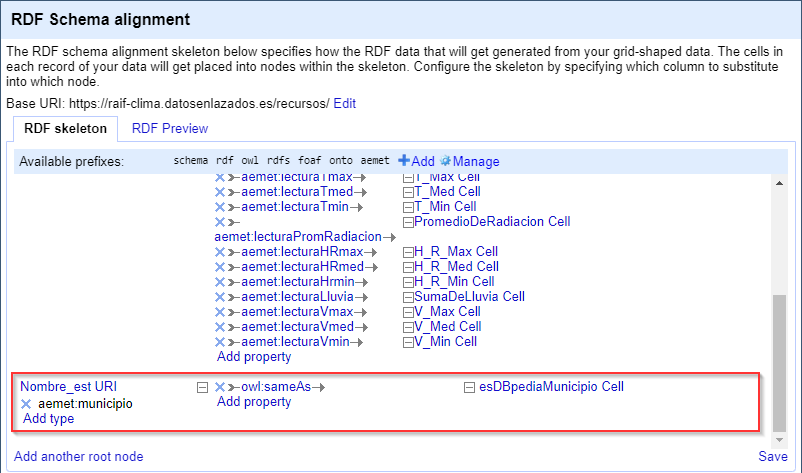 RDF Schema alignment
The RDF schema alignment skeleton below specifies how the RDF data that will get generated from your grid-shaped data. The cells in
each record of your data will get placed into nodes within the skeleton. Configure the skeleton by specifying which column to substitute
into which node.
Base URI: https://raif-clima.datosenlazados.es/recursos/ Edit
RDF skeleton RDF Preview
Available prefixes: schema rdf owl rdfs foaf onto aemet Add Manage
aemet:lecturaTmax T_Max Cell
aemet:lecturaTmed T_Med Cell
aemet:lecturaTmin T_Min Cell
PromedioDeRadiacion Cell
aemet:lecturaPromRadiacion
aemet:lecturaHRmax H_R_Max Cell
aemet:lecturaHRmed H_R_Med Cell
aemet:lecturaHrmin H_R_Min Cell
aemet:lecturaLluvia SumaDeLluvia Cell
aemet:lecturaVmax V_Max Cell
aemet:lecturaVmed V_Med Cell
aemet:lecturaVmin V_Min Cell
Add property
Nombre_est URI owl:sameAs esDBpediaMunicipio Cell
aemet:municipio Add property
Add type
Add another root node Save